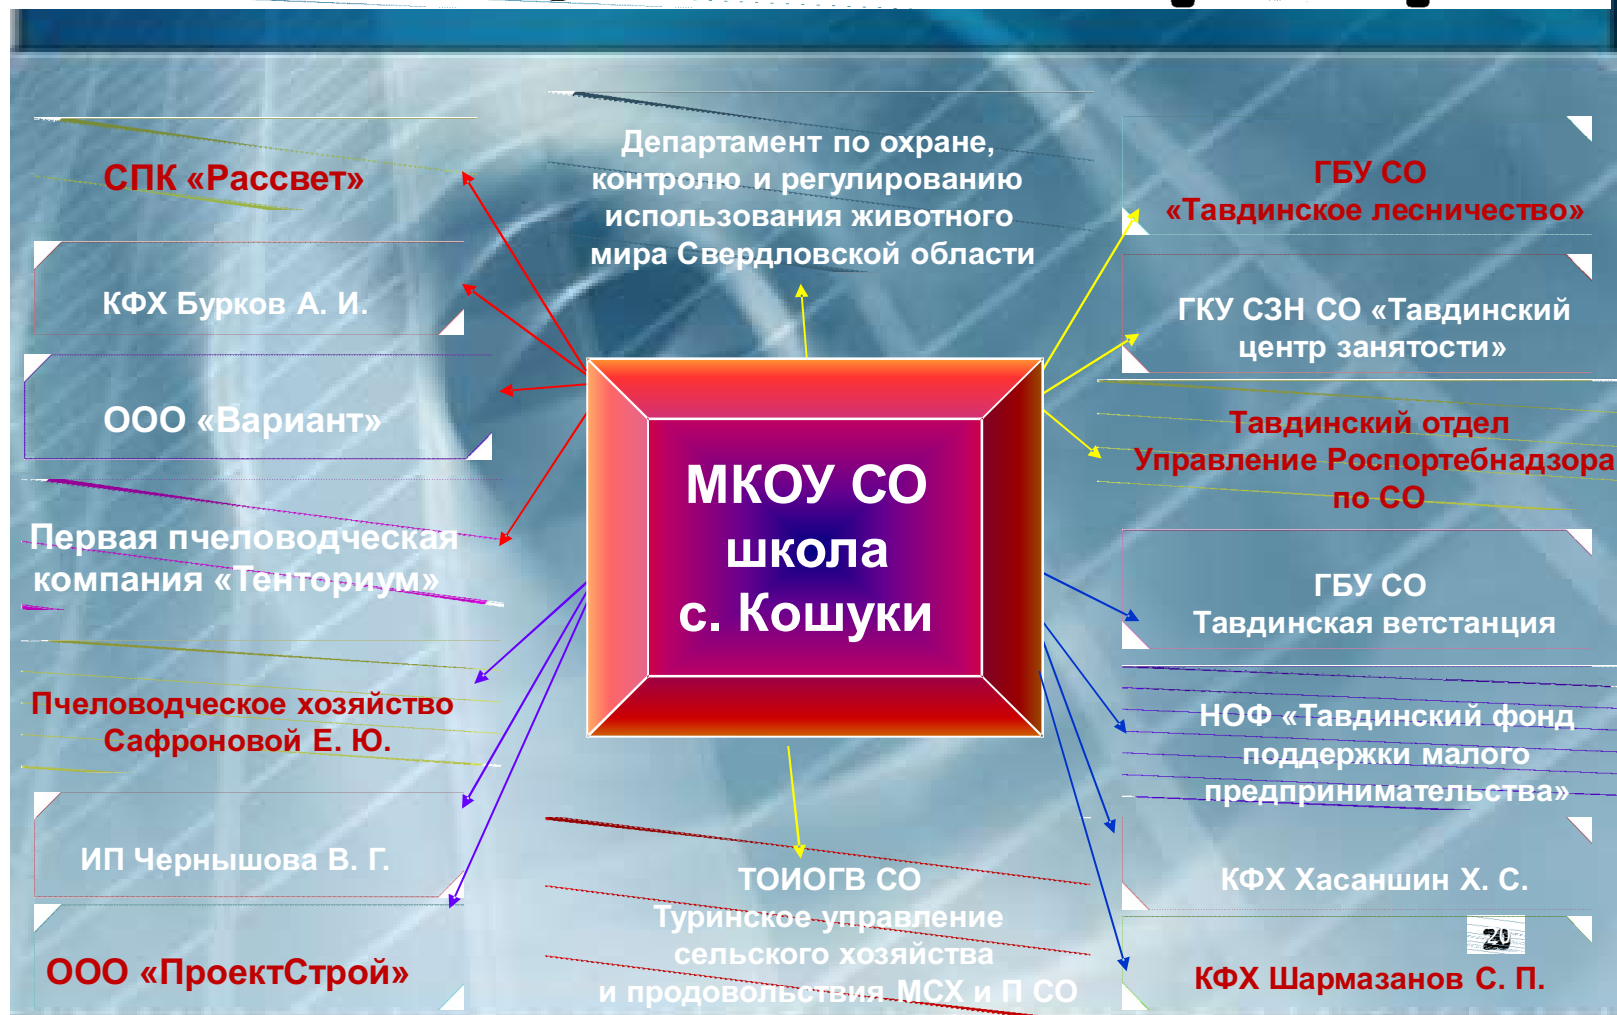 СПК «Рассвет»
КФХ Бурков А. И.
ООО «Вариант»
Первая пчеловодческая
компания «Тенториум»
Пчеловодческое хозяйство
Сафроновой Е. Ю.
ИП Чернышова В. Г.
ООО «ПроектСтрой»
Департамент по охране,
контролю и регулированию
использования животного
мира Свердловской области
МКОУ СО
школа
с. Кошуки
ТОИОГВ СО
Туринское управление
сельского хозяйства
и продовольствия МСХ и П СО
ГБУ СО
«Тавдинское лесничество»
ГКУ СЗН СО «Тавдинский
центр занятости»
Тавдинский отдел
Управление Роспортебнадзора
по СО
ГБУ СО
Тавдинская ветстанция
НОФ «Тавдинский фонд
поддержки малого
предпринимательства»
КФХ Хасаншин Х. С.
20
КФХ Шармазанов С. П.